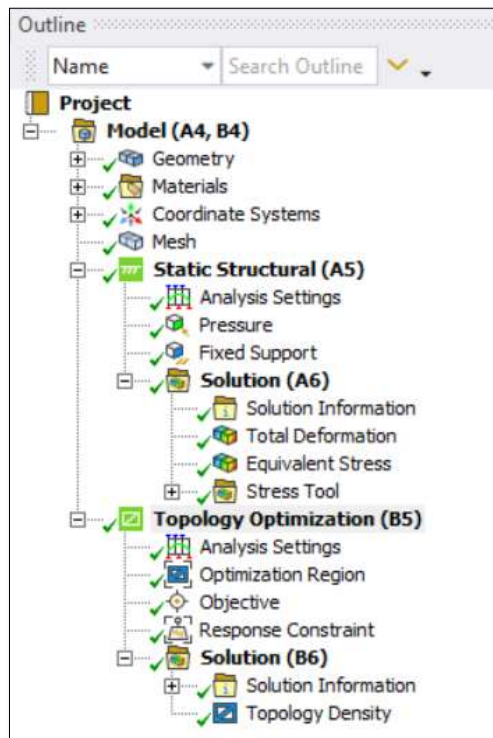 Outline
Name Search Outline
Project
Model (A4, B4)
Geometry
Materials
Coordinate Systems
Mesh
Static Structural (A5)
Analysis Settings
Pressure
Fixed Support
Solution (A6)
Solution Information
Total Deformation
Equivalent Stress
Stress Tool
Topology Optimization (B5)
Analysis Settings
Optimization Region
Objective
Response Constraint
Solution (B6)
Solution Information
Topology Density